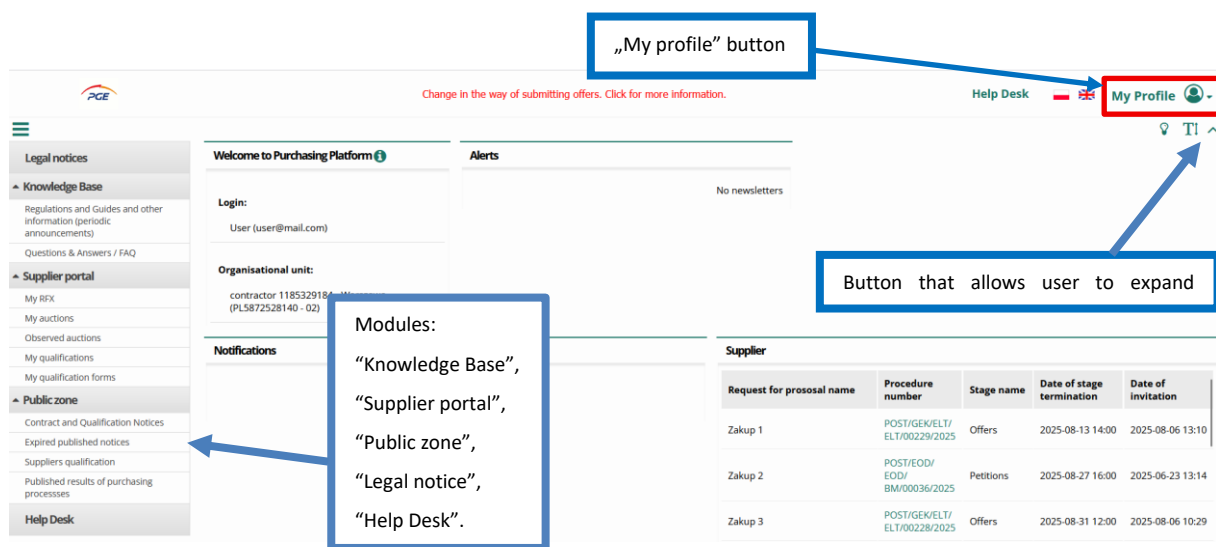 „My profile” button
PGE
Change in the way of submitting offers. Click for more information.
Help Desk
My Profile
Legal notices
Knowledge Base
Regulations and Guides and other
information (periodic
announcements)
Questions & Answers / FAQ
Supplier portal
My RFX
My auctions
Observed auctions
My qualifications
My qualification forms
Public zone
Contract and Qualification Notices
Expired published notices
Suppliers qualification
Published results of purchasing
processses
Help Desk
Welcome to Purchasing Platform
Login:
User (user@mail.com)
Organisational unit:
contractor 1185329184
(PL5872528140 - 02)
Alerts
No newsletters
Button that allows user to expand
Modules:
“Knowledge Base”,
“Supplier portal”,
“Public zone”,
“Legal notice”,
“Help Desk”.
Notifications
Supplier
Request for prososal name Procedure number Stage name Date of stage termination Date of invitation
Zakup 1 POST/GEK/ELT/ELT/00229/2025 Offers 2025-08-13 14:00 2025-08-06 13:10
Zakup 2 POST/EOD/EOD/BM/00036/2025 Petitions 2025-08-27 16:00 2025-06-23 13:14
Zakup 3 POST/GEK/ELT/ELT/00228/2025 Offers 2025-08-31 12:00 2025-08-06 10:29